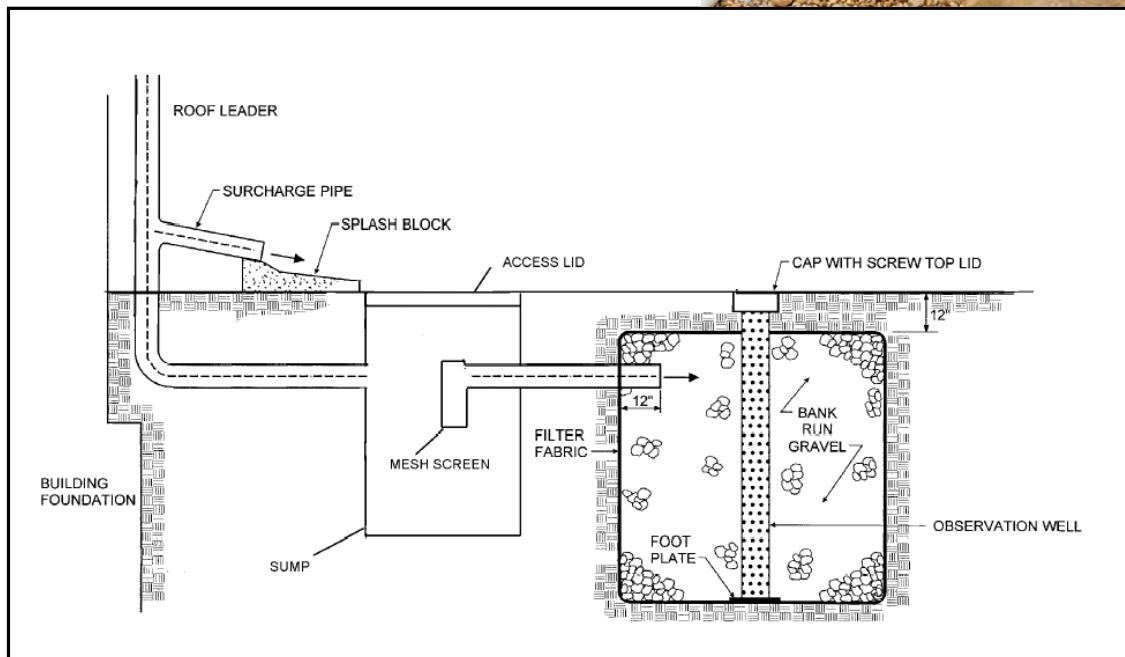 ROOF LEADER
SURCHARGE PIPE
SPLASH BLOCK
ACCESS LID
CAP WITH SCREW TOP LID
12"
12"
BANK
RUN
GRAVEL
FILTER
FABRIC
MESH SCREEN
BUILDING
FOUNDATION
OBSERVATION WELL
FOOT
PLATE
SUMP